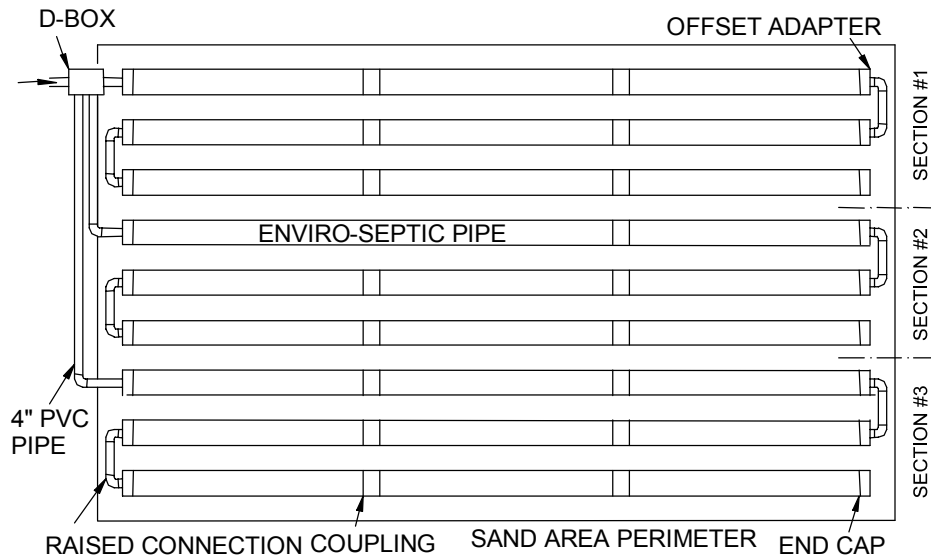 D-BOX
OFFSET ADAPTER
SECTION #1
ENVIRO-SEPTIC PIPE
SECTION #2
4" PVC
PIPE
SECTION #3
RAISED CONNECTION
COUPLING
SAND AREA PERIMETER
END CAP